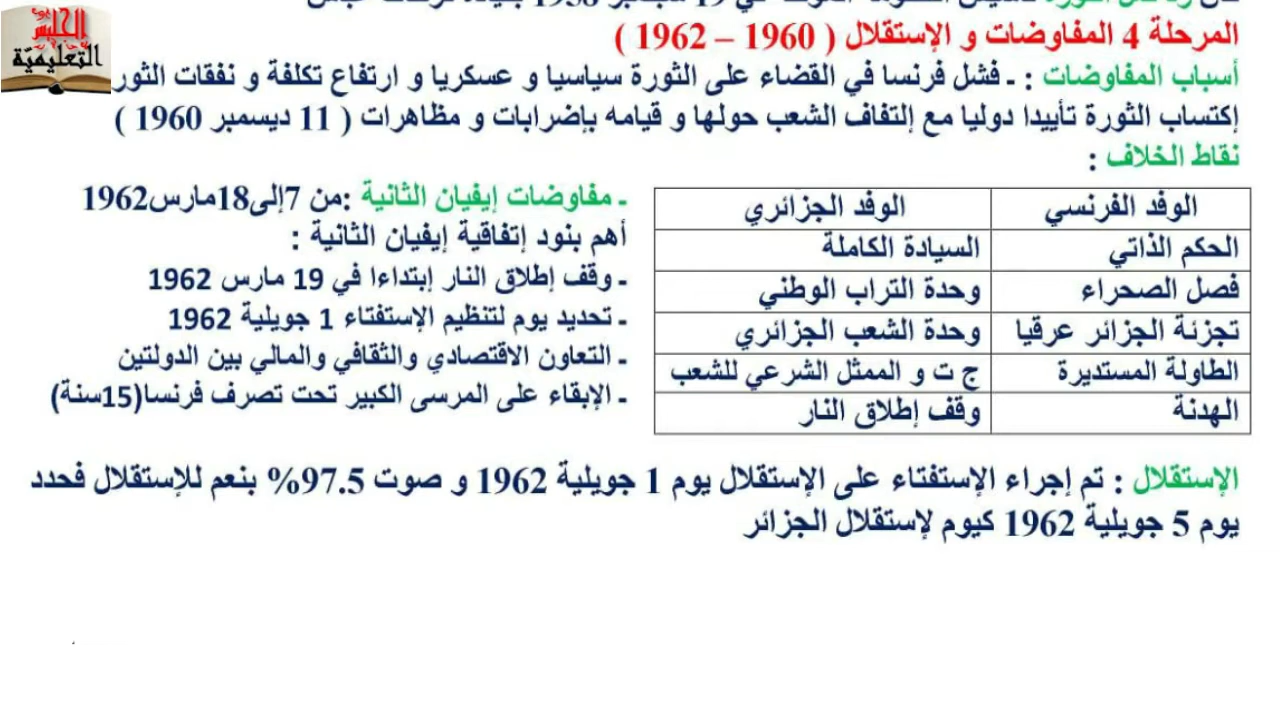 الجليس
التعليمية
المرحلة 4 المفاوضات و الإستقلال ( 1960 – 1962 )
أسباب المفاوضات : ـ فشل فرنسا في القضاء على الثورة سياسيا و عسكريا و ارتفاع تكلفة و نفقات الثور
إكتساب الثورة تأييدا دوليا مع إلتفاف الشعب حولها و قيامه بإضرابات و مظاهرات ( 11 ديسمبر 1960 )
نقاط الخلاف :
الوفد الفرنسي الوفد الجزائري
الحكم الذاتي السيادة الكاملة
فصل الصحراء وحدة التراب الوطني
تجزئة الجزائر عرقيا وحدة الشعب الجزائري
الطاولة المستديرة ج ت و الممثل الشرعي للشعب
الهدنة وقف إطلاق النار
ـ مفاوضات إيفيان الثانية :من 7إلى18مارس1962
أهم بنود إتفاقية إيفيان الثانية :
ـ وقف إطلاق النار إبتداءا في 19 مارس 1962
ـ تحديد يوم لتنظيم الإستفتاء 1 جويلية 1962
ـ التعاون الاقتصادي والثقافي والمالي بين الدولتين
ـ الإبقاء على المرسى الكبير تحت تصرف فرنسا(15سنة)
الإستقلال : تم إجراء الإستفتاء على الإستقلال يوم 1 جويلية 1962 و صوت 97.5% بنعم للإستقلال فحدد
يوم 5 جويلية 1962 كيوم لإستقلال الجزائر